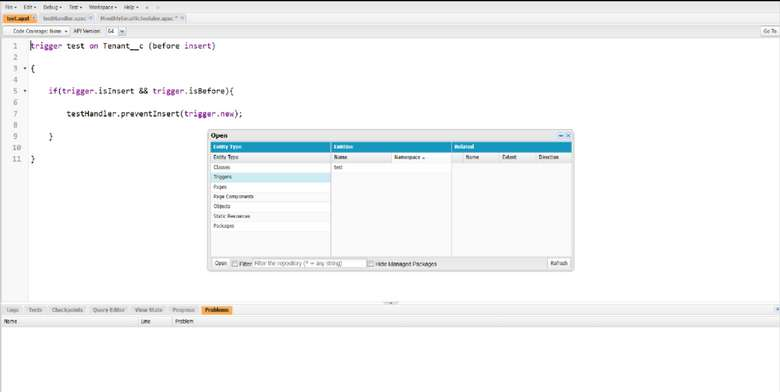 File Edit Debug Test Workspace Help < >
test.apxt testHandler.apxc
Code Coverage: None API Version: 64 Go To
1 trigger test on Tenant__c (before insert)
2
3 {
4
5 if(trigger.isInsert && trigger.isBefore){
6
7 testHandler.preventInsert(trigger.new);
8
9 }
10
11 }
Open
Entity Type Entities Related
Entity Type Name Namespace Name Extent Direction
Classes test
Triggers
Pages
Page Components
Objects
Static Resources
Packages
Open Filter Filter the repository (* = any string) Hide Managed Packages Refresh
Logs Tests Checkpoints Query Editor View State Progress Problems
Name Line Problem